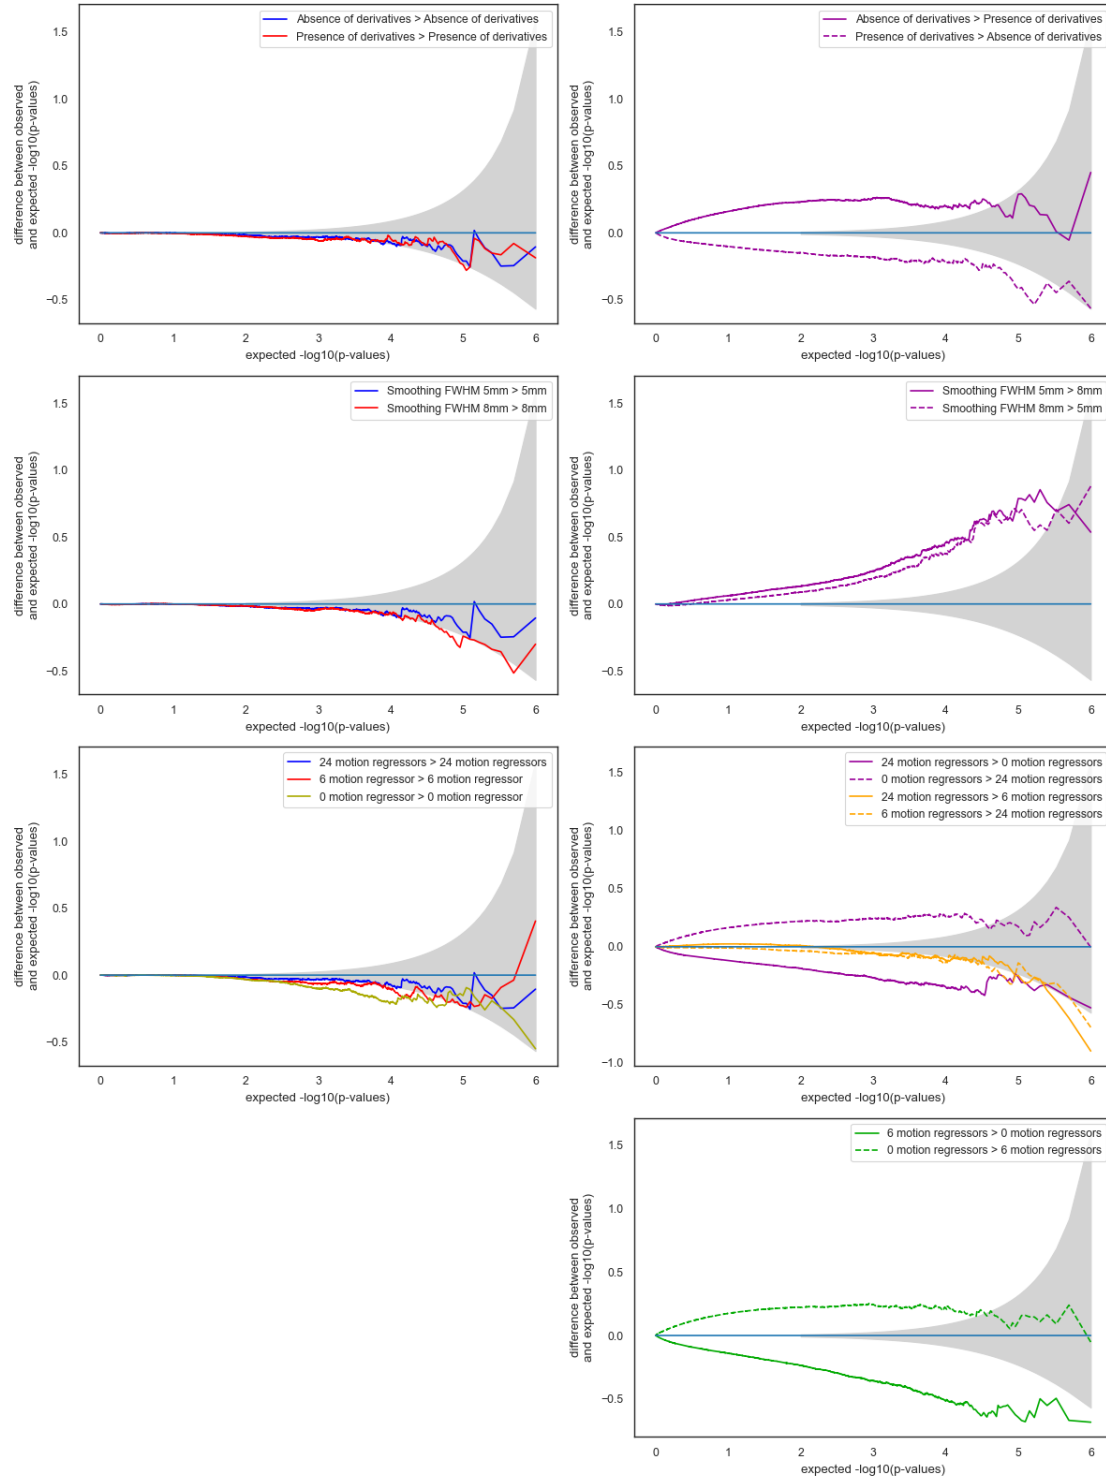 Absence of derivatives > Absence of derivatives
Presence of derivatives > Presence of derivatives
1.5
1.0
0.5
0.0
−0.5
difference between observed
and expected -log10(p-values)
0 1 2 3 4 5 6
expected -log10(p-values)
Absence of derivatives > Presence of derivatives
Presence of derivatives > Absence of derivatives
1.5
1.0
0.5
0.0
−0.5
difference between observed
and expected -log10(p-values)
0 1 2 3 4 5 6
expected -log10(p-values)
Smoothing FWHM 5mm > 5mm
Smoothing FWHM 8mm > 8mm
1.5
1.0
0.5
0.0
−0.5
difference between observed
and expected -log10(p-values)
0 1 2 3 4 5 6
expected -log10(p-values)
Smoothing FWHM 5mm > 8mm
Smoothing FWHM 8mm > 5mm
1.5
1.0
0.5
0.0
−0.5
difference between observed
and expected -log10(p-values)
0 1 2 3 4 5 6
expected -log10(p-values)
24 motion regressors > 24 motion regressors
6 motion regressor > 6 motion regressor
0 motion regressor > 0 motion regressor
1.5
1.0
0.5
0.0
−0.5
difference between observed
and expected -log10(p-values)
0 1 2 3 4 5 6
expected -log10(p-values)
24 motion regressors > 0 motion regressors
0 motion regressors > 24 motion regressors
24 motion regressors > 6 motion regressors
6 motion regressors > 24 motion regressors
1.5
1.0
0.5
0.0
−0.5
−1.0
difference between observed
and expected -log10(p-values)
0 1 2 3 4 5 6
expected -log10(p-values)
6 motion regressors > 0 motion regressors
0 motion regressors > 6 motion regressors
1.5
1.0
0.5
0.0
−0.5
difference between observed
and expected -log10(p-values)
0 1 2 3 4 5 6
expected -log10(p-values)